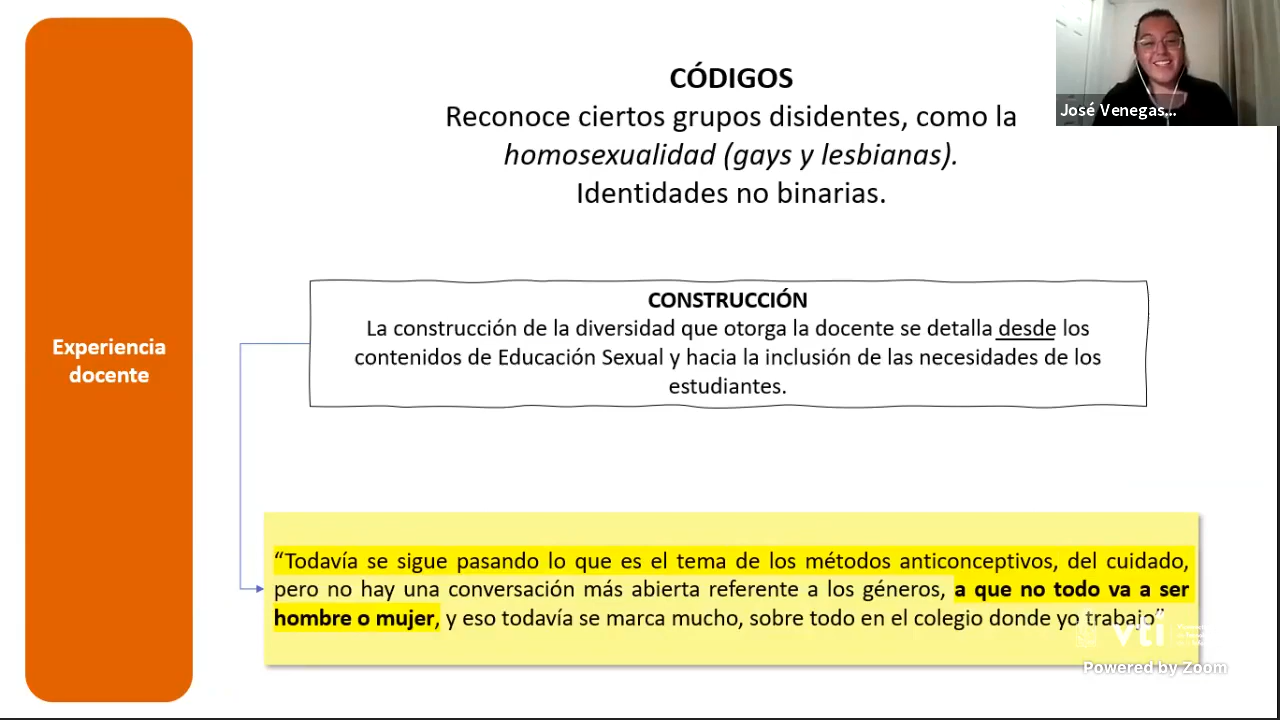 CÓDIGOS
Reconoce ciertos grupos disidentes, como la
homosexualidad (gays y lesbianas).
Identidades no binarias.
José Venegas...
Experiencia
docente
CONSTRUCCIÓN
La construcción de la diversidad que otorga la docente se detalla desde los
contenidos de Educación Sexual y hacia la inclusión de las necesidades de los
estudiantes.
“Todavía se sigue pasando lo que es el tema de los métodos anticonceptivos, del cuidado,
pero no hay una conversación más abierta referente a los géneros, a que no todo va a ser
hombre o mujer, y eso todavía se marca mucho, sobre todo en el colegio donde yo trabajo”
vti
Powered by Zoom